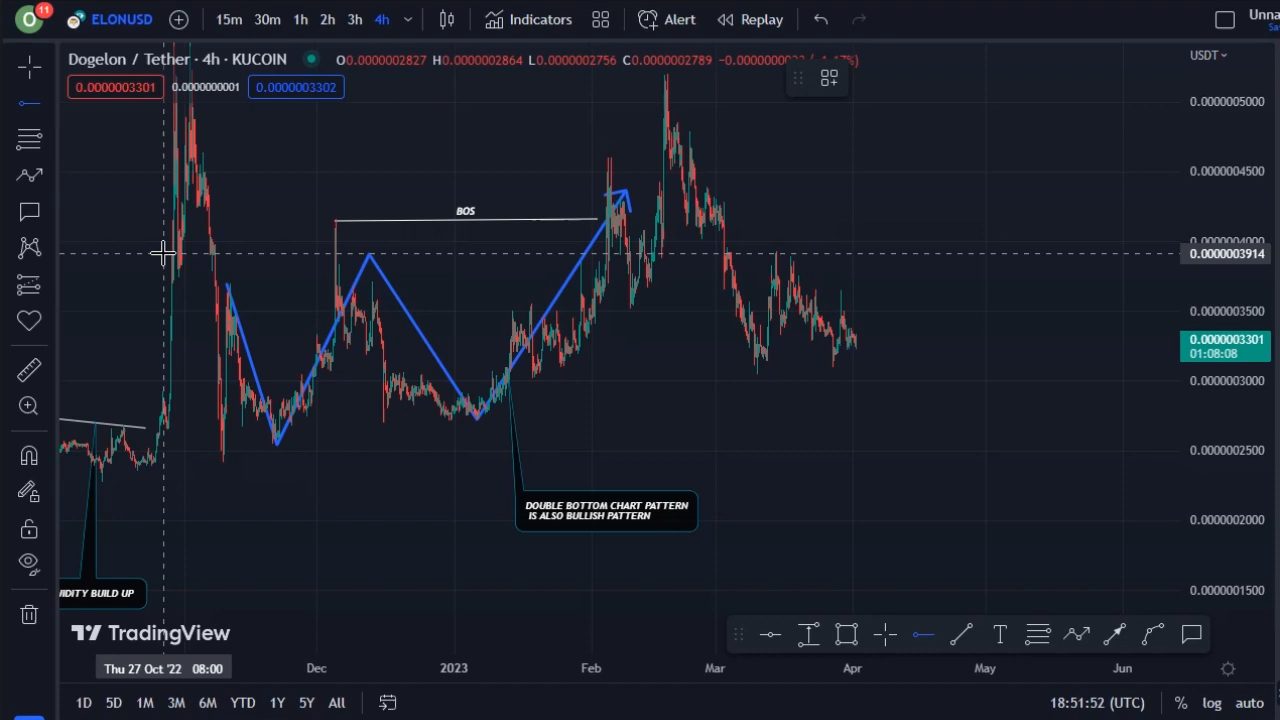 O 11 ELONUSD 15m 30m 1h 2h 3h 4h Indicators Alert Replay Unna
Dogelon / Tether · 4h · KUCOIN O0.0000002827 H0.0000002864 L0.0000002756 C0.0000002789 USDT
0.0000003301 0.0000000001 0.0000003302
0.0000005000
0.0000004500
BOS
0.0000003914
0.0000003500
0.0000003301
01:08:08
0.0000003000
0.0000002500
DOUBLE BOTTOM CHART PATTERN
IS ALSO BULLISH PATTERN
0.0000002000
0.0000001500
UIDITY BUILD UP
TradingView
Thu 27 Oct '22 08:00 Dec 2023 Feb Mar Apr May Jun
1D 5D 1M 3M 6M YTD 1Y 5Y All 18:51:52 (UTC) % log auto